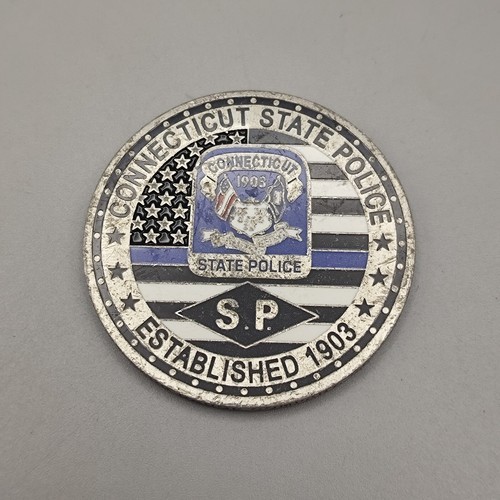 CONNECTICUT STATE POLICE
CONNECTICUT
1903
STATE POLICE
S.P.
ESTABLISHED 1903